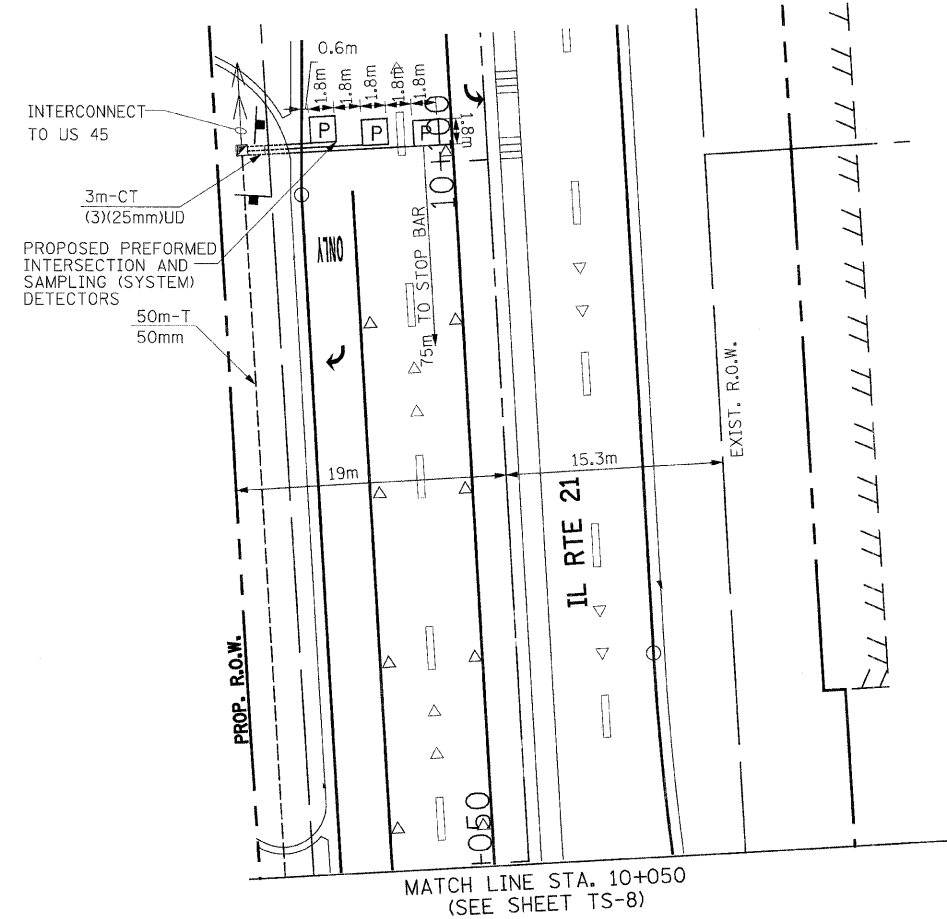 0.6m
1.8m 1.8m 1.8m 1.8m 1.8m
INTERCONNECT
TO US 45
P P P
1.8m
10+100
3m-CT
(3)(25mm)UD
PROPOSED PREFORMED
INTERSECTION AND
SAMPLING (SYSTEM)
DETECTORS
ONLY
75m TO STOP BAR
50m-T
50mm
EXIST. R.O.W.
19m
15.3m
IL RTE 21
PROP. R.O.W.
+050
MATCH LINE STA. 10+050
(SEE SHEET TS-8)